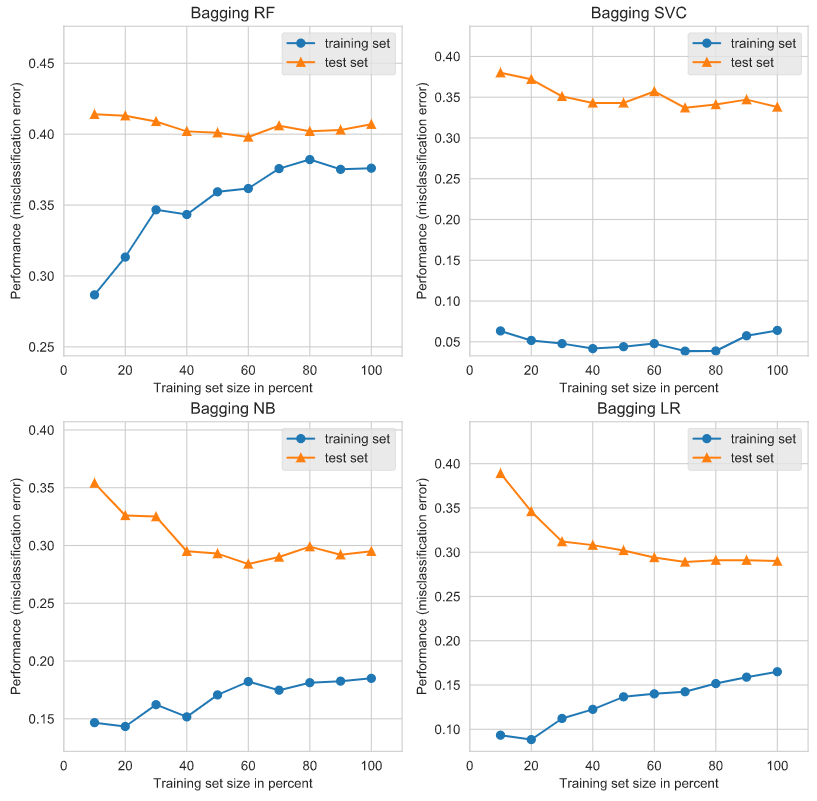 Bagging RF
training set
test set
0.45
0.40
0.35
0.30
0.25
Performance (misclassification error)
0
20
40
60
80
100
Training set size in percent
Bagging SVC
training set
test set
0.40
0.35
0.30
0.25
0.20
0.15
0.10
0.05
Performance (misclassification error)
0
20
40
60
80
100
Training set size in percent
Bagging NB
training set
test set
0.40
0.35
0.30
0.25
0.20
0.15
Performance (misclassification error)
0
20
40
60
80
100
Training set size in percent
Bagging LR
training set
test set
0.40
0.35
0.30
0.25
0.20
0.15
0.10
Performance (misclassification error)
0
20
40
60
80
100
Training set size in percent